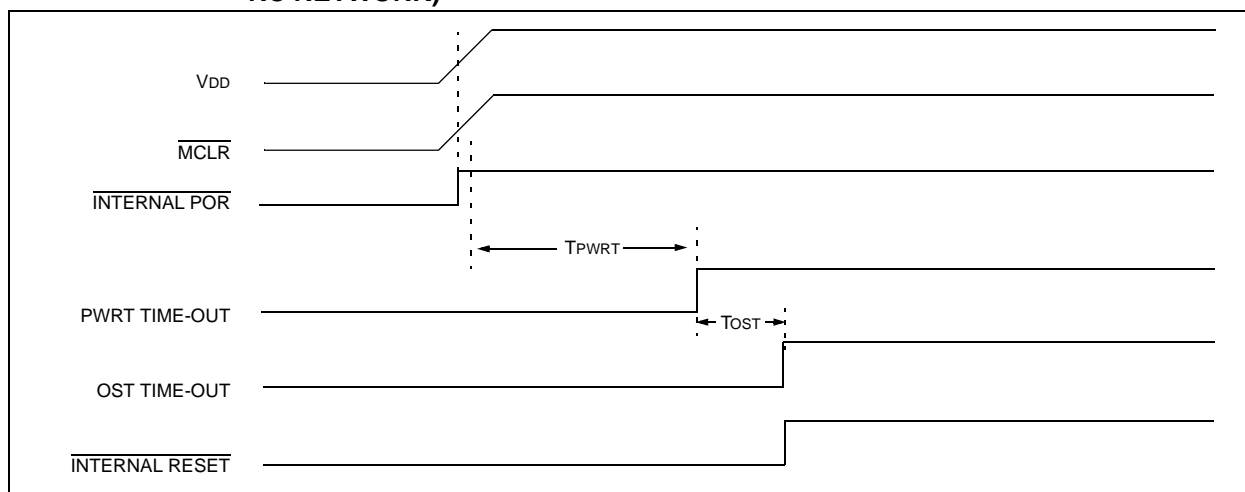 VDD
MCLR
INTERNAL POR
TPWRT
PWRT TIME-OUT
TOST
OST TIME-OUT
INTERNAL RESET